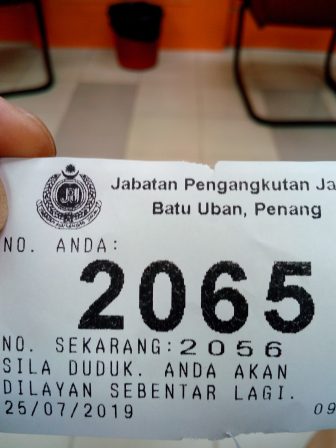 Jabatan Pengangkutan Ja
Batu Uban, Penang
NO. ANDA:
2065
NO. SEKARANG:2056
SILA DUDUK. ANDA AKAN
DILAYAN SEBENTAR LAGI.
25/07/2019 09